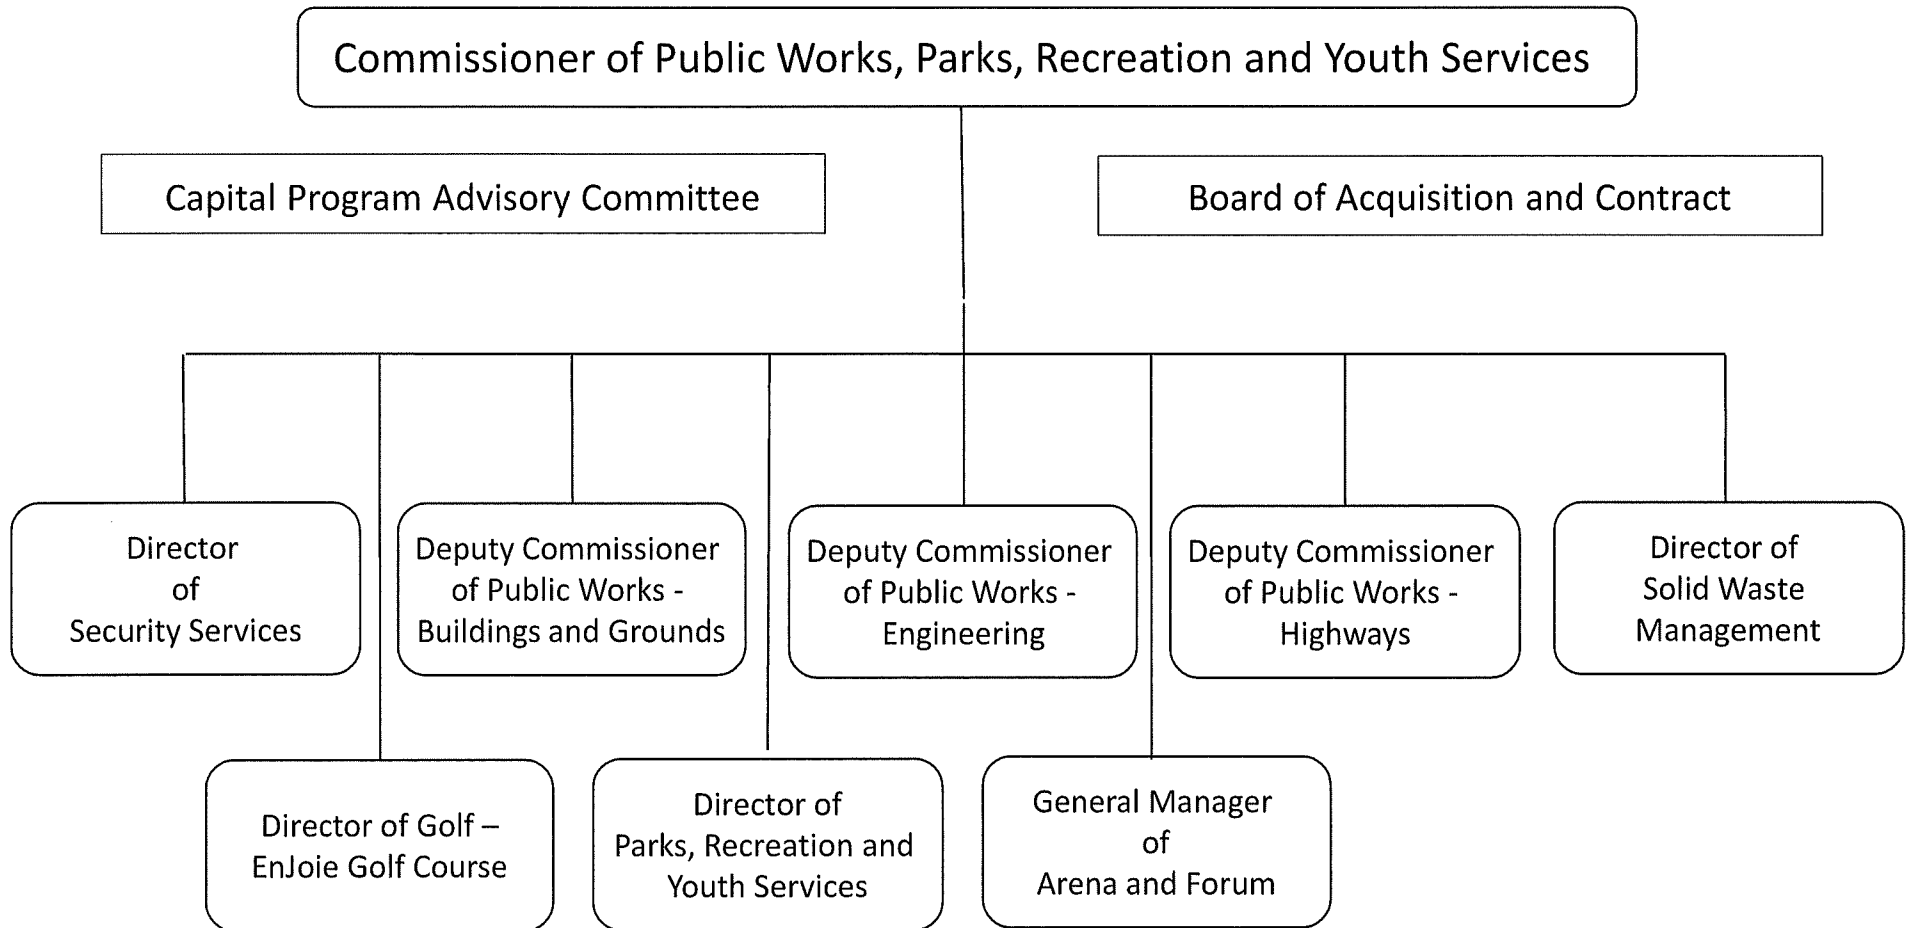 Commissioner of Public Works, Parks, Recreation and Youth Services
Capital Program Advisory Committee
Board of Acquisition and Contract
Director
of
Security Services
Deputy Commissioner
of Public Works -
Buildings and Grounds
Deputy Commissioner
of Public Works -
Engineering
Deputy Commissioner
of Public Works -
Highways
Director of
Solid Waste
Management
Director of Golf –
EnJoie Golf Course
Director of
Parks, Recreation and
Youth Services
General Manager
of
Arena and Forum